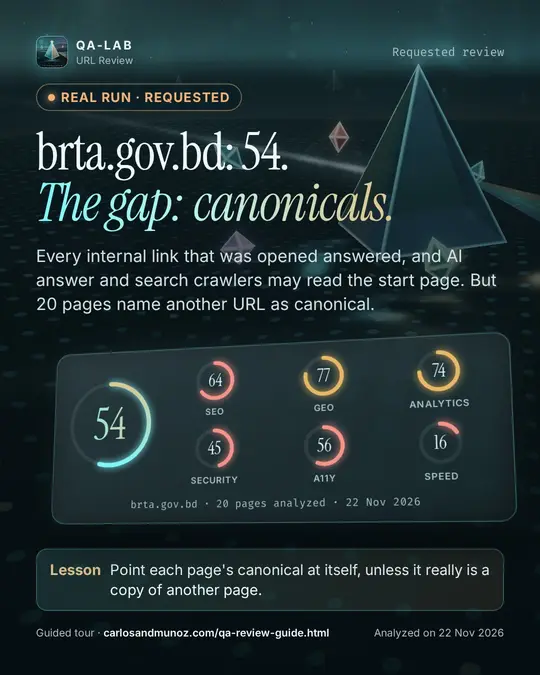 QA-LAB
URL Review
Requested review
REAL RUN · REQUESTED
brta.gov.bd: 54.
The gap: canonicals.
Every internal link that was opened answered, and AI
answer and search crawlers may read the start page. But
20 pages name another URL as canonical.
54
64
SEO
77
GEO
74
ANALYTICS
45
SECURITY
56
A11Y
16
SPEED
brta.gov.bd · 20 pages analyzed · 22 Nov 2026
Lesson Point each page's canonical at itself, unless it really is a
copy of another page.
Guided tour · carlosandmunoz.com/qa-review-guide.html
Analyzed on 22 Nov 2026